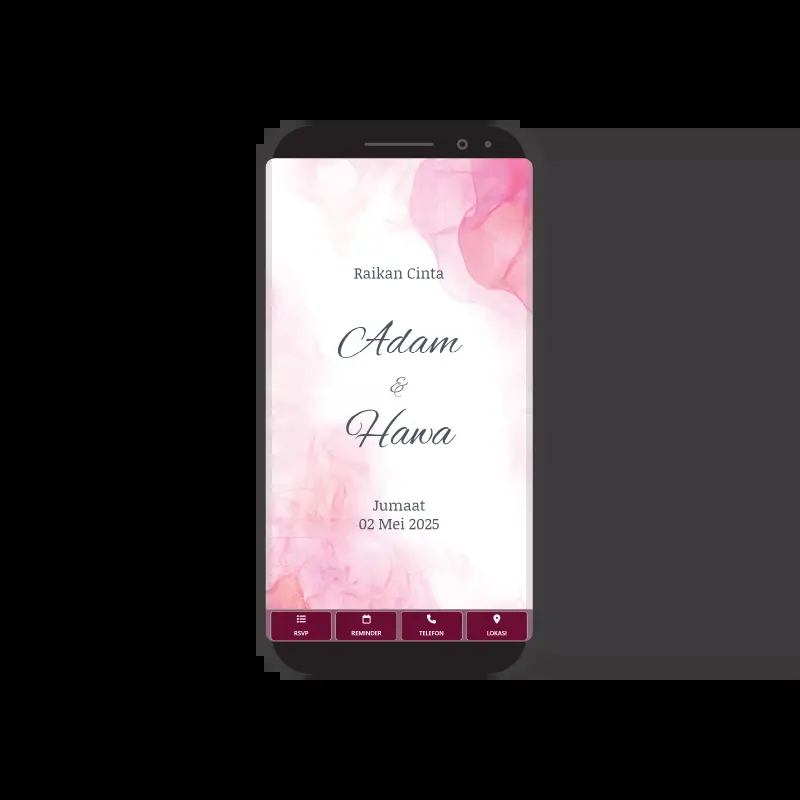 Raikan Cinta
Adam
&
Hawa
Jumaat
02 Mei 2025
RSVP REMINDER TELEFON LOKASI